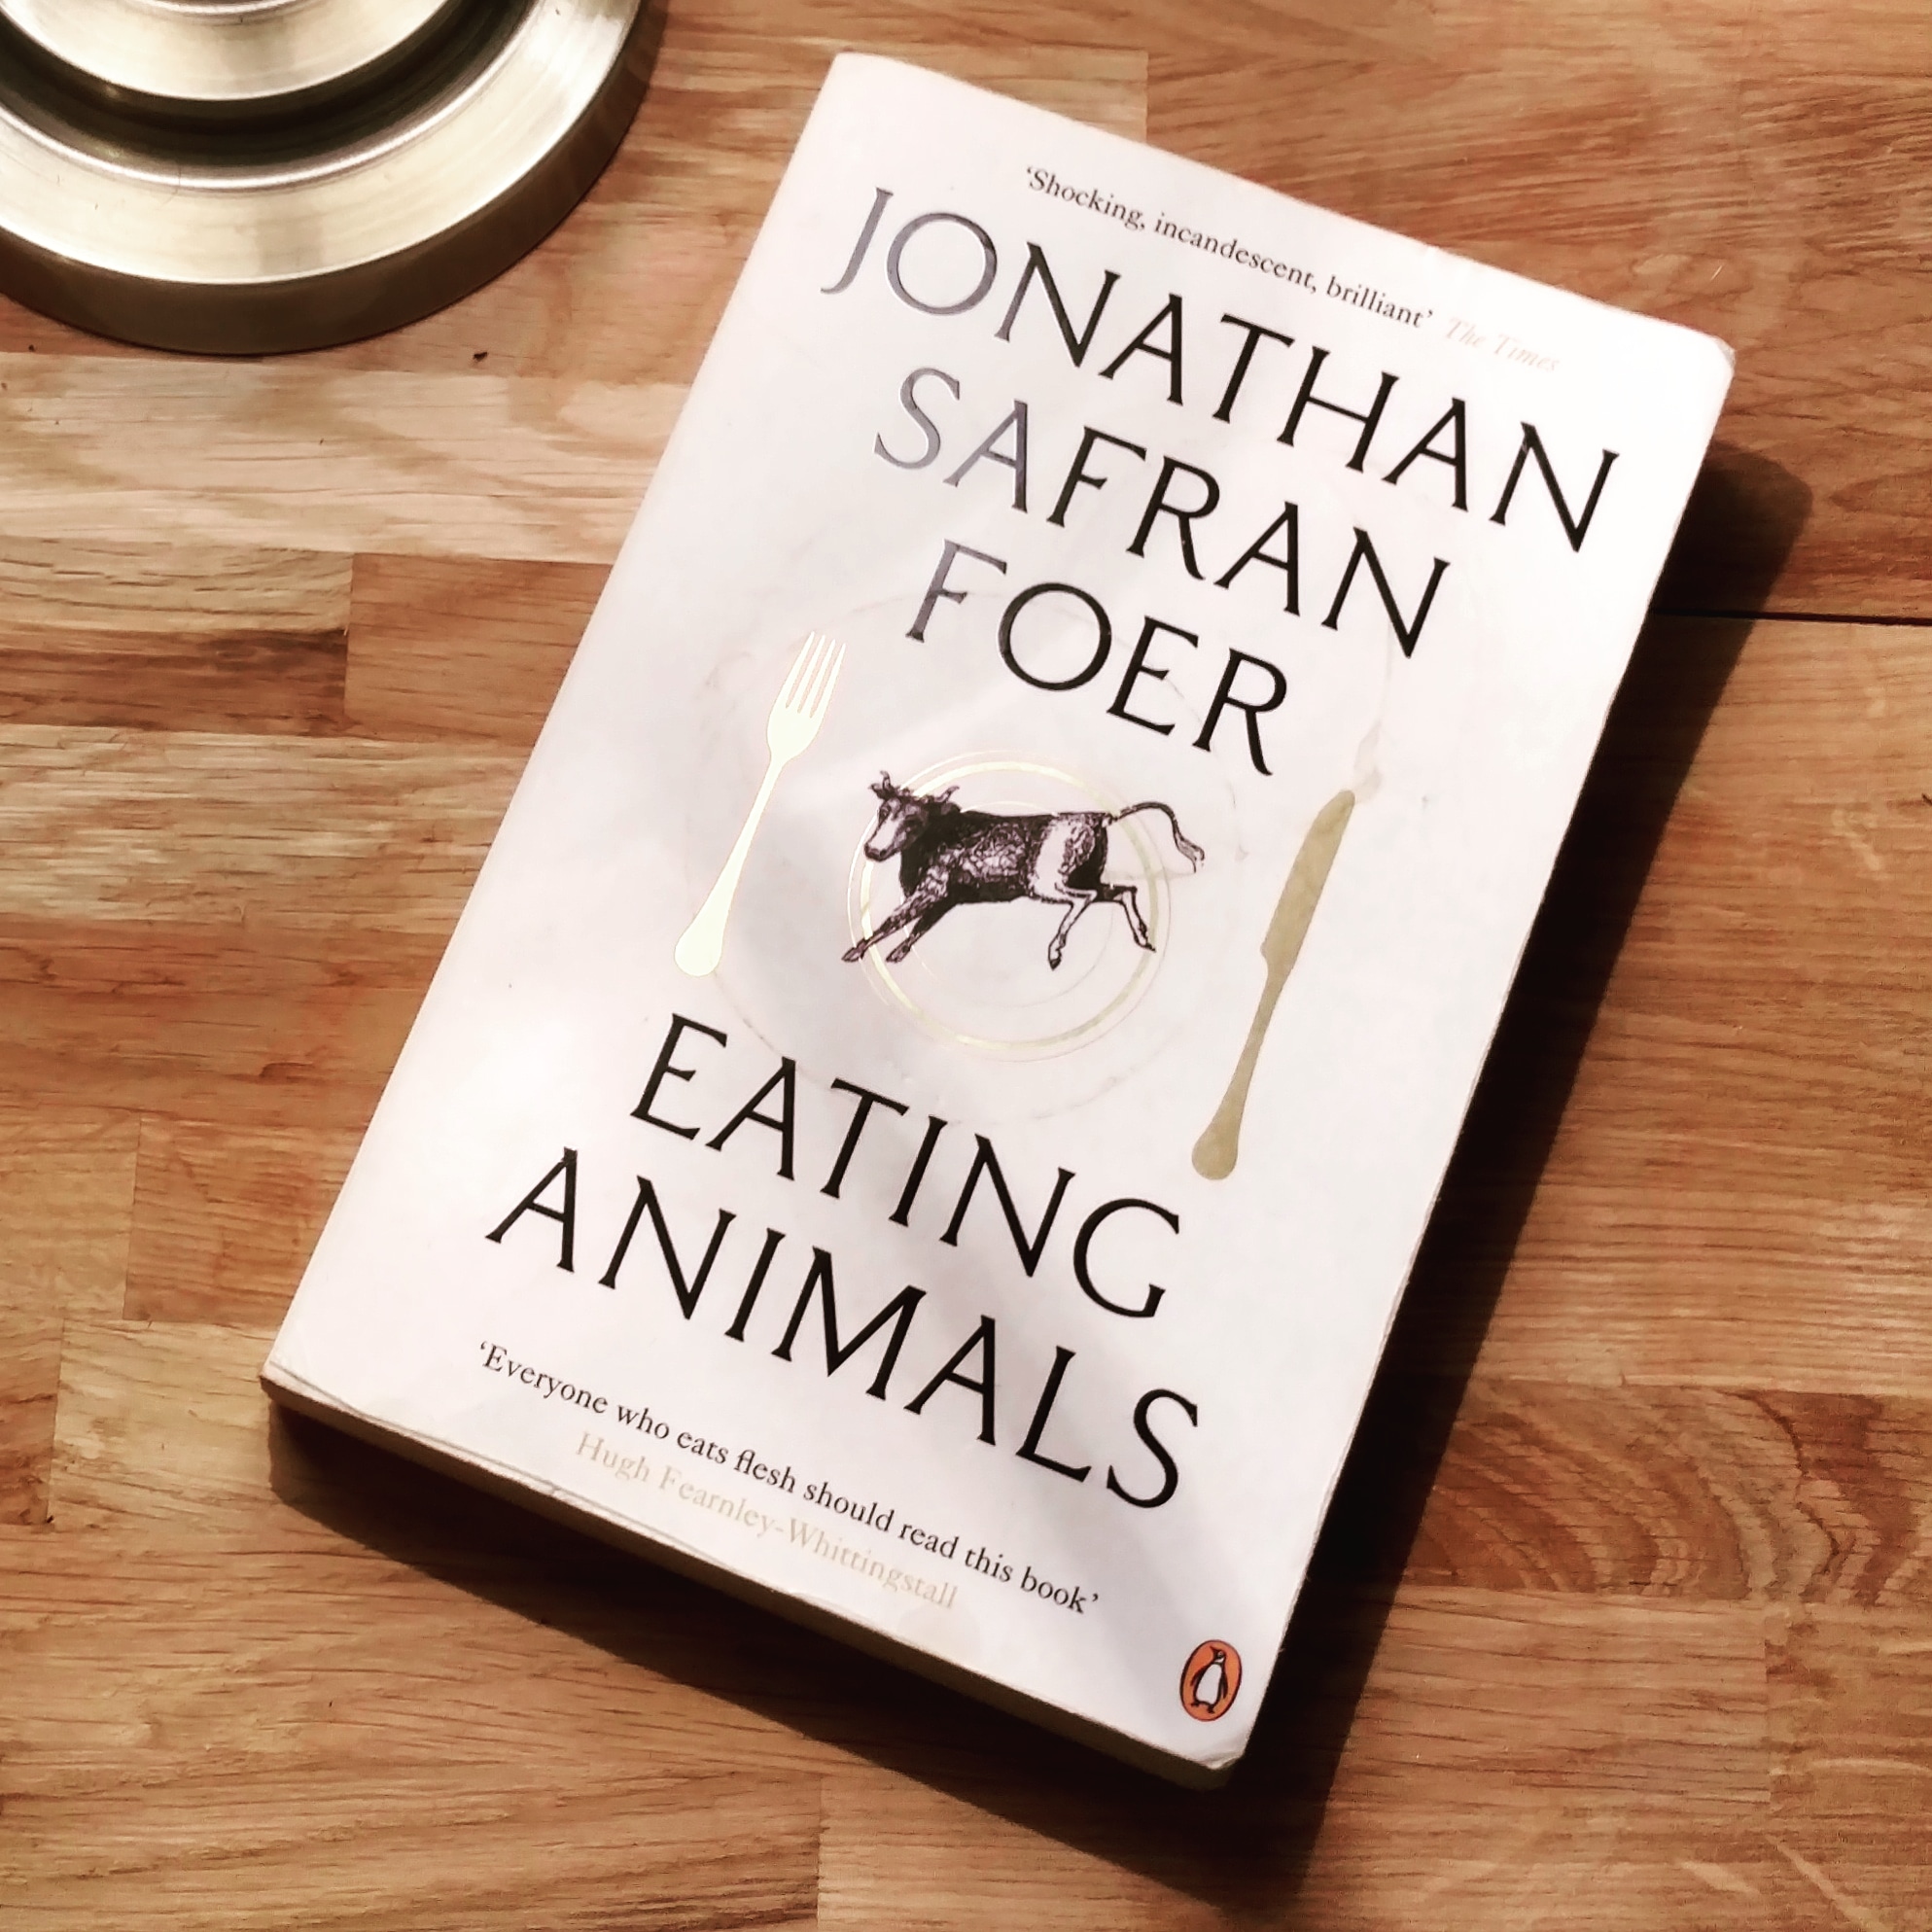 ‘Shocking, incandescent, brilliant’ The Times
JONATHAN
SAFRAN
FOER
EATING
ANIMALS
‘Everyone who eats flesh should read this book’
Hugh Fearnley-Whittingstall